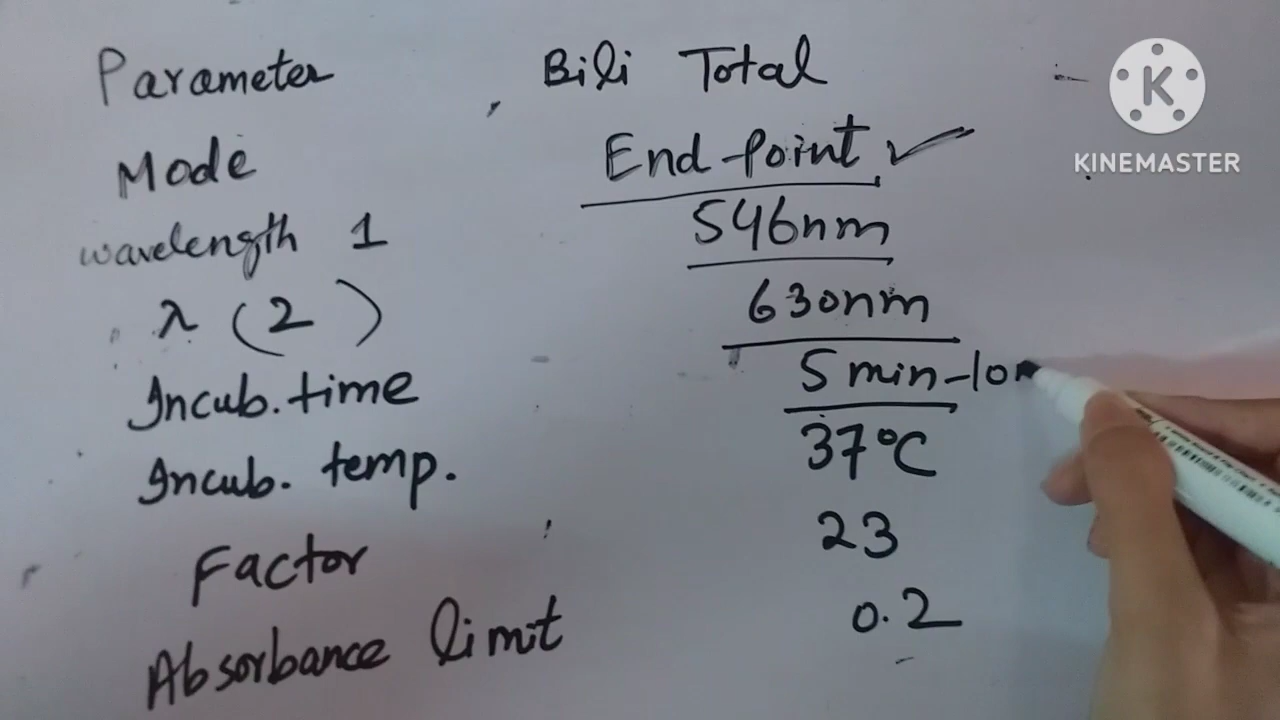 Parameter Bili Total
Mode End-Point ✓
wavelength 1 546nm
λ (2) 630nm
Incub. time 5 min-10
Incub. temp. 37°C
Factor 23
Absorbance limit 0.2
K
KINEMASTER